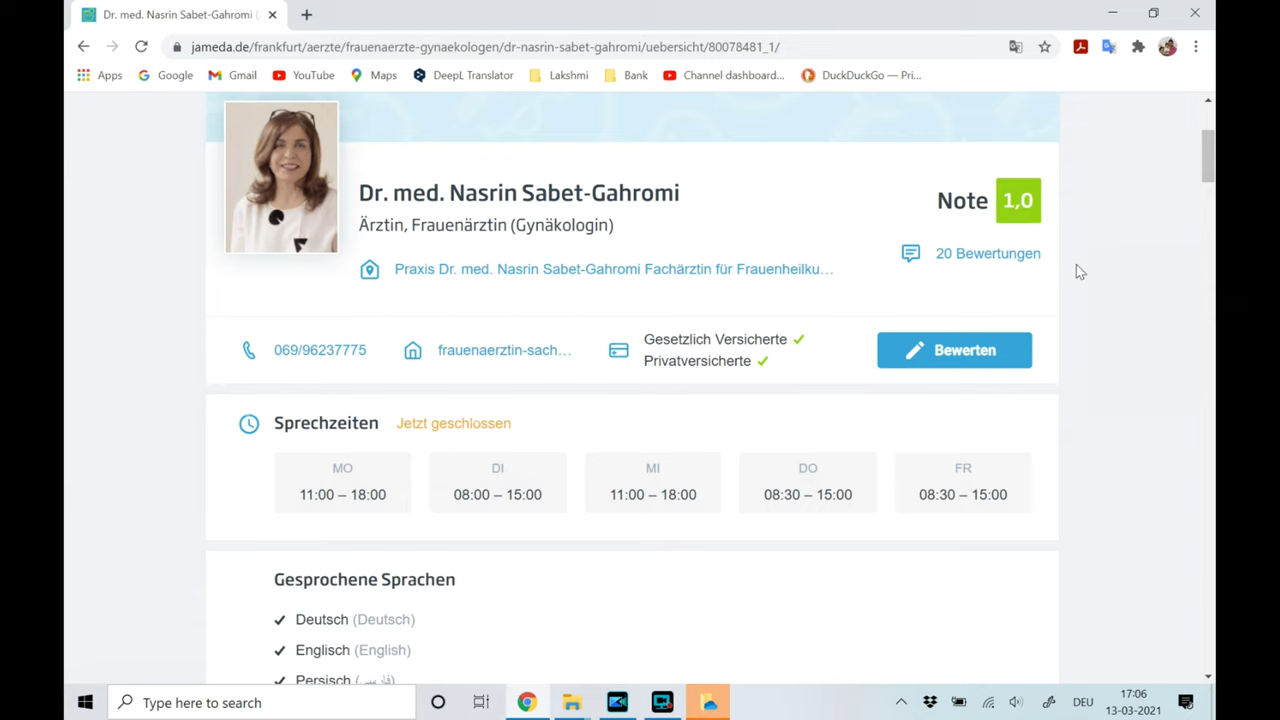 Dr. med. Nasrin Sabet-Gahromi (
jameda.de/frankfurt/aerzte/frauenaerzte-gynaekologen/dr-nasrin-sabet-gahromi/uebersicht/80078481_1/
Apps Google Gmail YouTube Maps DeepL Translator Lakshmi Bank Channel dashboard... DuckDuckGo — Pri...
Dr. med. Nasrin Sabet-Gahromi
Ärztin, Frauenärztin (Gynäkologin)
Note 1,0
20 Bewertungen
Praxis Dr. med. Nasrin Sabet-Gahromi Fachärztin für Frauenheilku...
069/96237775
frauenaerztin-sach...
Gesetzlich Versicherte
Privatversicherte
Bewerten
Sprechzeiten Jetzt geschlossen
MO DI MI DO FR
11:00 – 18:00 08:00 – 15:00 11:00 – 18:00 08:30 – 15:00 08:30 – 15:00
Gesprochene Sprachen
Deutsch (Deutsch)
Englisch (English)
Persisch (فارسی)
Type here to search
DEU
17:06
13-03-2021